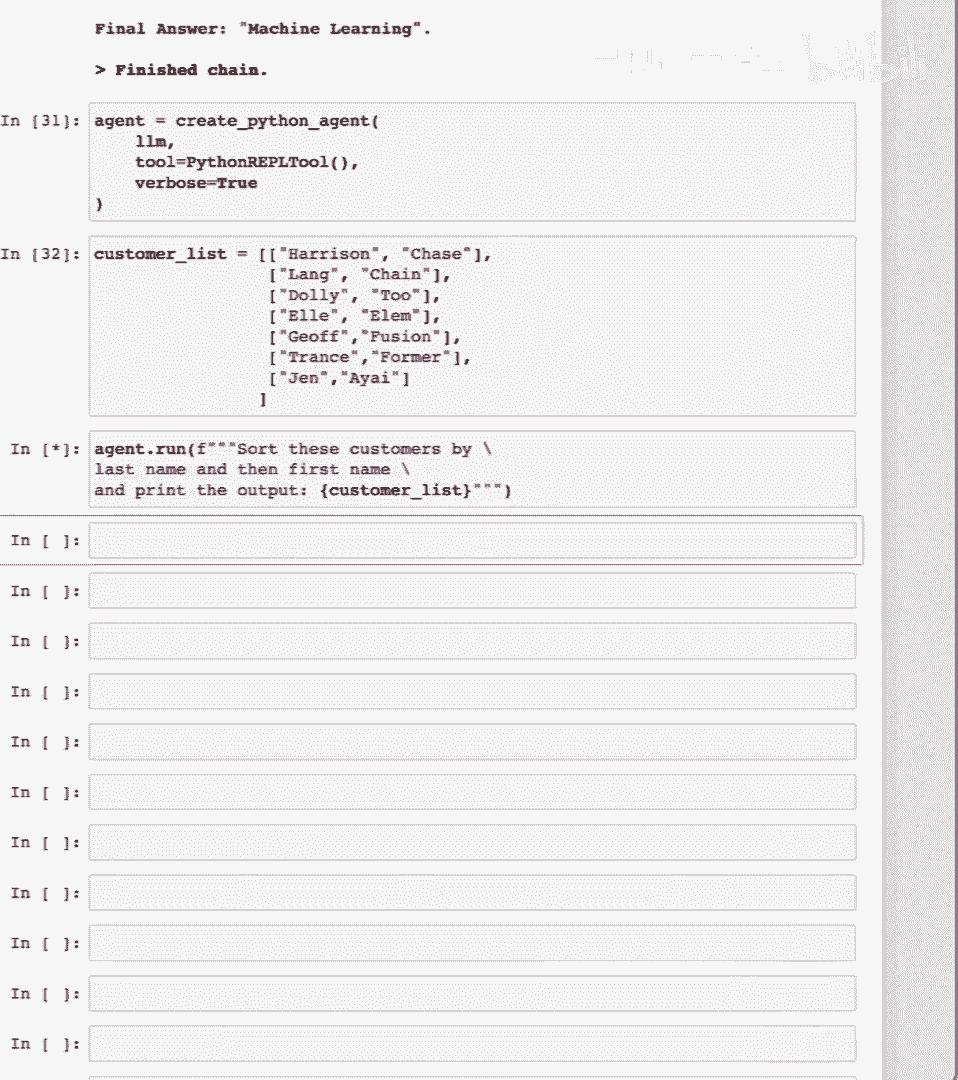 Final Answer: "Machine Learning".
> Finished chain.
In [31]: agent = create_python_agent(
    llm,
    tool=PythonREPLTool(),
    verbose=True
)
In [32]: customer_list = [["Harrison", "Chase"],
                 ["Lang", "Chain"],
                 ["Dolly", "Too"],
                 ["Elle", "Elem"],
                 ["Geoff","Fusion"],
                 ["Trance","Former"],
                 ["Jen","Ayai"]
                ]
In [*]: agent.run(f"""Sort these customers by \
last name and then first name \
and print the output: {customer_list}""")
In [ ]:
In [ ]:
In [ ]:
In [ ]:
In [ ]:
In [ ]:
In [ ]:
In [ ]:
In [ ]:
In [ ]:
In [ ]: